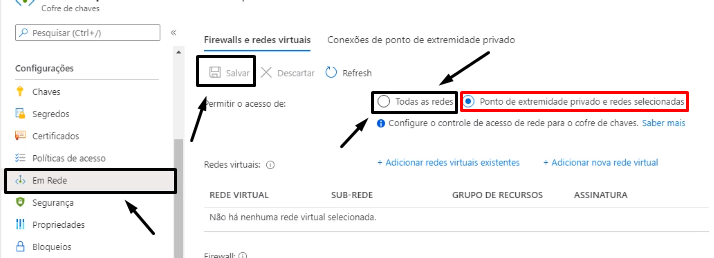 Cofre de chaves
Pesquisar (Ctrl+/)
Configurações
Chaves
Segredos
Certificados
Políticas de acesso
Em Rede
Segurança
Propriedades
Bloqueios
Firewalls e redes virtuais
Conexões de ponto de extremidade privado
Salvar
Descartar
Refresh
Permitir o acesso de:
Todas as redes
Ponto de extremidade privado e redes selecionadas
Configure o controle de acesso de rede para o cofre de chaves. Saber mais
Redes virtuais:
+ Adicionar redes virtuais existentes
+ Adicionar nova rede virtual
REDE VIRTUAL SUB-REDE GRUPO DE RECURSOS ASSINATURA
Não há nenhuma rede virtual selecionada.
Firewall: